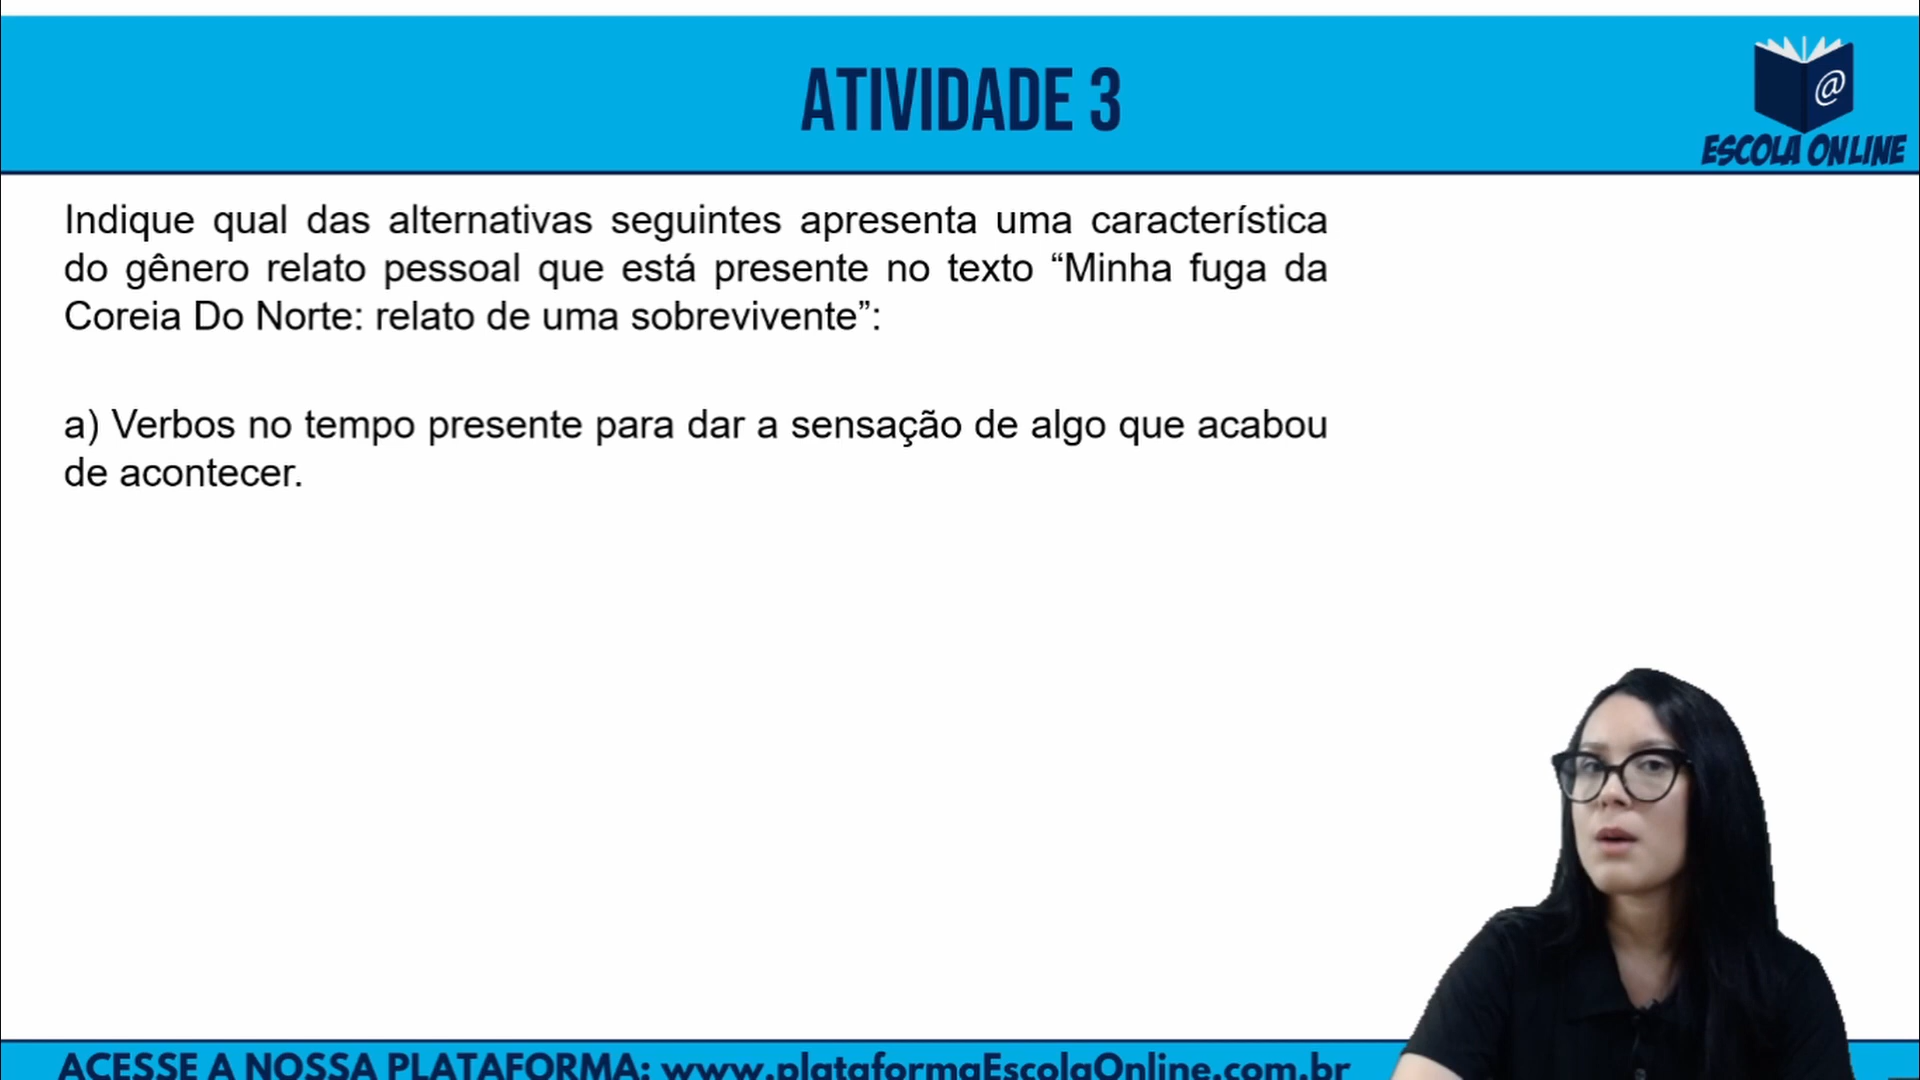 ATIVIDADE 3
@
ESCOLA ONLINE
Indique qual das alternativas seguintes apresenta uma característica
do gênero relato pessoal que está presente no texto “Minha fuga da
Coreia Do Norte: relato de uma sobrevivente”:
a) Verbos no tempo presente para dar a sensação de algo que acabou
de acontecer.
ACESSE A NOSSA PLATAFORMA: www.plataformaEscolaOnline.com.br